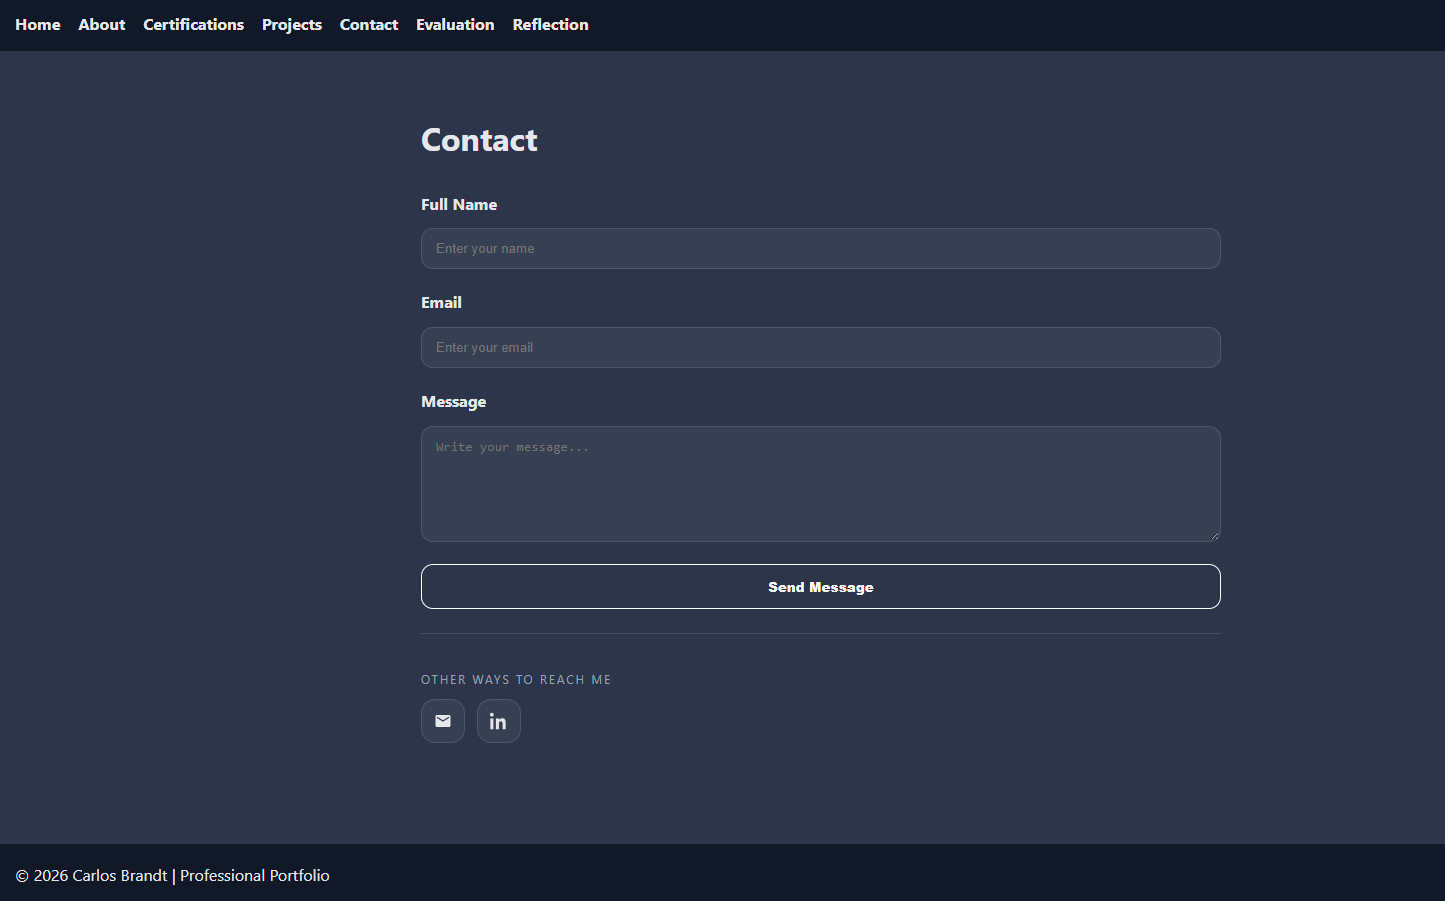 Home About Certifications Projects Contact Evaluation Reflection
Contact
Full Name
Enter your name
Email
Enter your email
Message
Write your message...
Send Message
OTHER WAYS TO REACH ME
in
© 2026 Carlos Brandt | Professional Portfolio